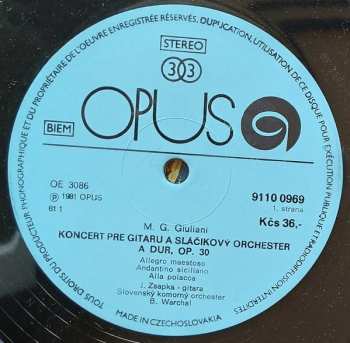 TOUS DROITS DU PRODUCTEUR PHONOGRAPHIQUE ET DU PROPRIÉTAIRE DE L'OEUVRE ENREGISTRÉE RÉSERVÉS. DUPLICATION, UTILISATION DE CE DISQUE POUR EXÉCUTION PUBLIQUE ET RADIODIFFUSION INTERDITES
STEREO
33
OPUS
BIEM
OE 3086
Ⓟ 1981 OPUS
6t 1
9110 0969
1. strana
Kčs 36,-
M. G. Giuliani
KONCERT PRE GITARU A SLÁČIKOVÝ ORCHESTER
A DUR, OP. 30
Allegro maestoso
Andantino siciliano
Alla polacca
J. Zsapka - gitara
Slovenský komorný orchester
B. Warchal
MADE IN CZECHOSLOVAKIA